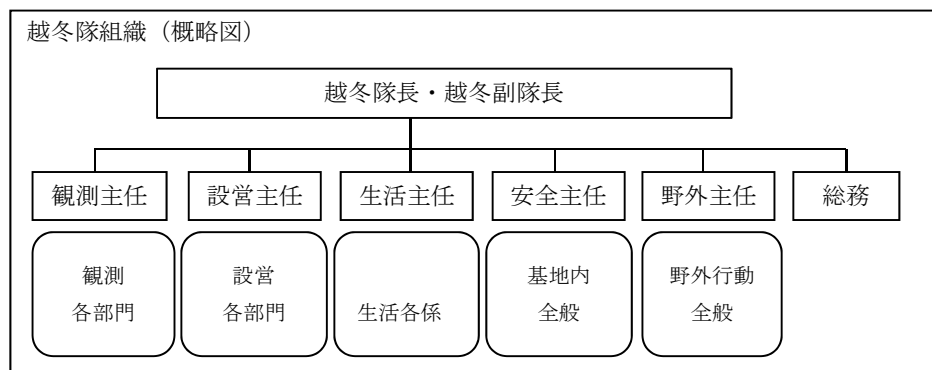 越冬隊組織（概略図）
越冬隊長・越冬副隊長
観測主任
設営主任
生活主任
安全主任
野外主任
総務
観測
各部門
設営
各部門
生活各係
基地内
全般
野外行動
全般